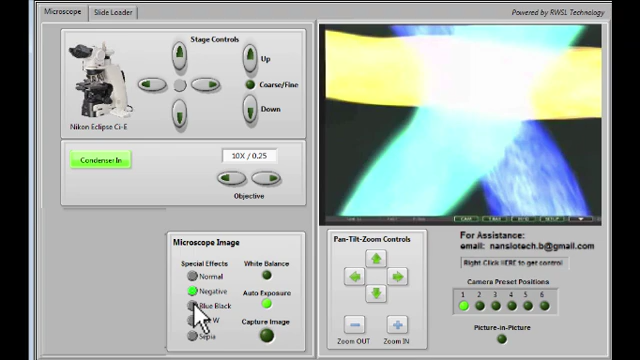 Microscope
Slide Loader
Powered by RWSL Technology
Stage Controls
Up
Coarse/Fine
Down
Nikon Eclipse Ci-E
Condenser In
10X / 0.25
Objective
Microscope Image
Special Effects
White Balance
Normal
Negative
Auto Exposure
Blue Black
W
Capture Image
Sepia
Pan-Tilt-Zoom Controls
Zoom OUT
Zoom IN
For Assistance:
email: nanslotech.b@gmail.com
Right Click HERE to get control
Camera Preset Positions
1 2 3 4 5 6
Picture-in-Picture